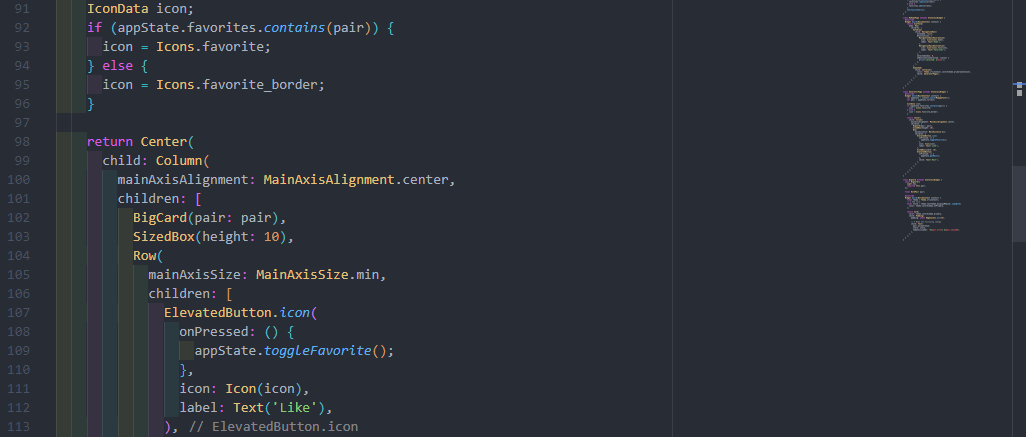 91 IconData icon;
92 if (appState.favorites.contains(pair)) {
93 icon = Icons.favorite;
94 } else {
95 icon = Icons.favorite_border;
96 }
97
98 return Center(
99 child: Column(
100 mainAxisAlignment: MainAxisAlignment.center,
101 children: [
102 BigCard(pair: pair),
103 SizedBox(height: 10),
104 Row(
105 mainAxisSize: MainAxisSize.min,
106 children: [
107 ElevatedButton.icon(
108 onPressed: () {
109 appState.toggleFavorite();
110 },
111 icon: Icon(icon),
112 label: Text('Like'),
113 ), // ElevatedButton.icon